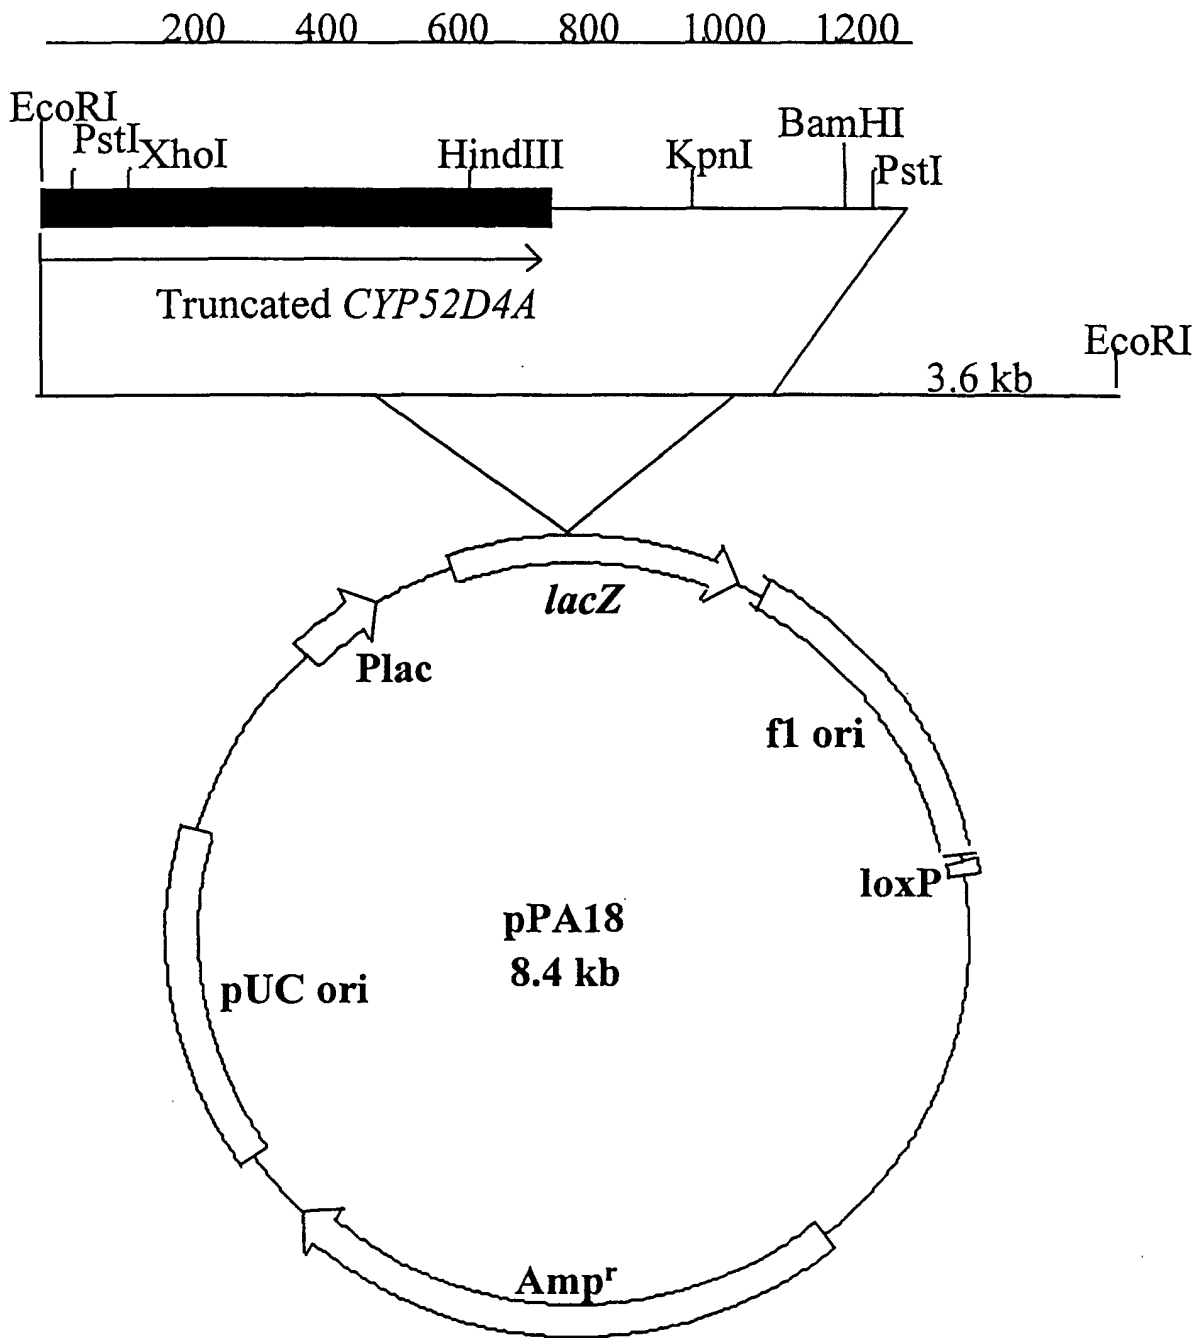 200 400 600 800 1000 1200
EcoRI
PstI XhoI HindIII KpnI BamHI PstI
Truncated CYP52D4A
EcoRI
3.6 kb
lacZ
Plac
f1 ori
loxP
pPA18
8.4 kb
pUC ori
Ampʳ